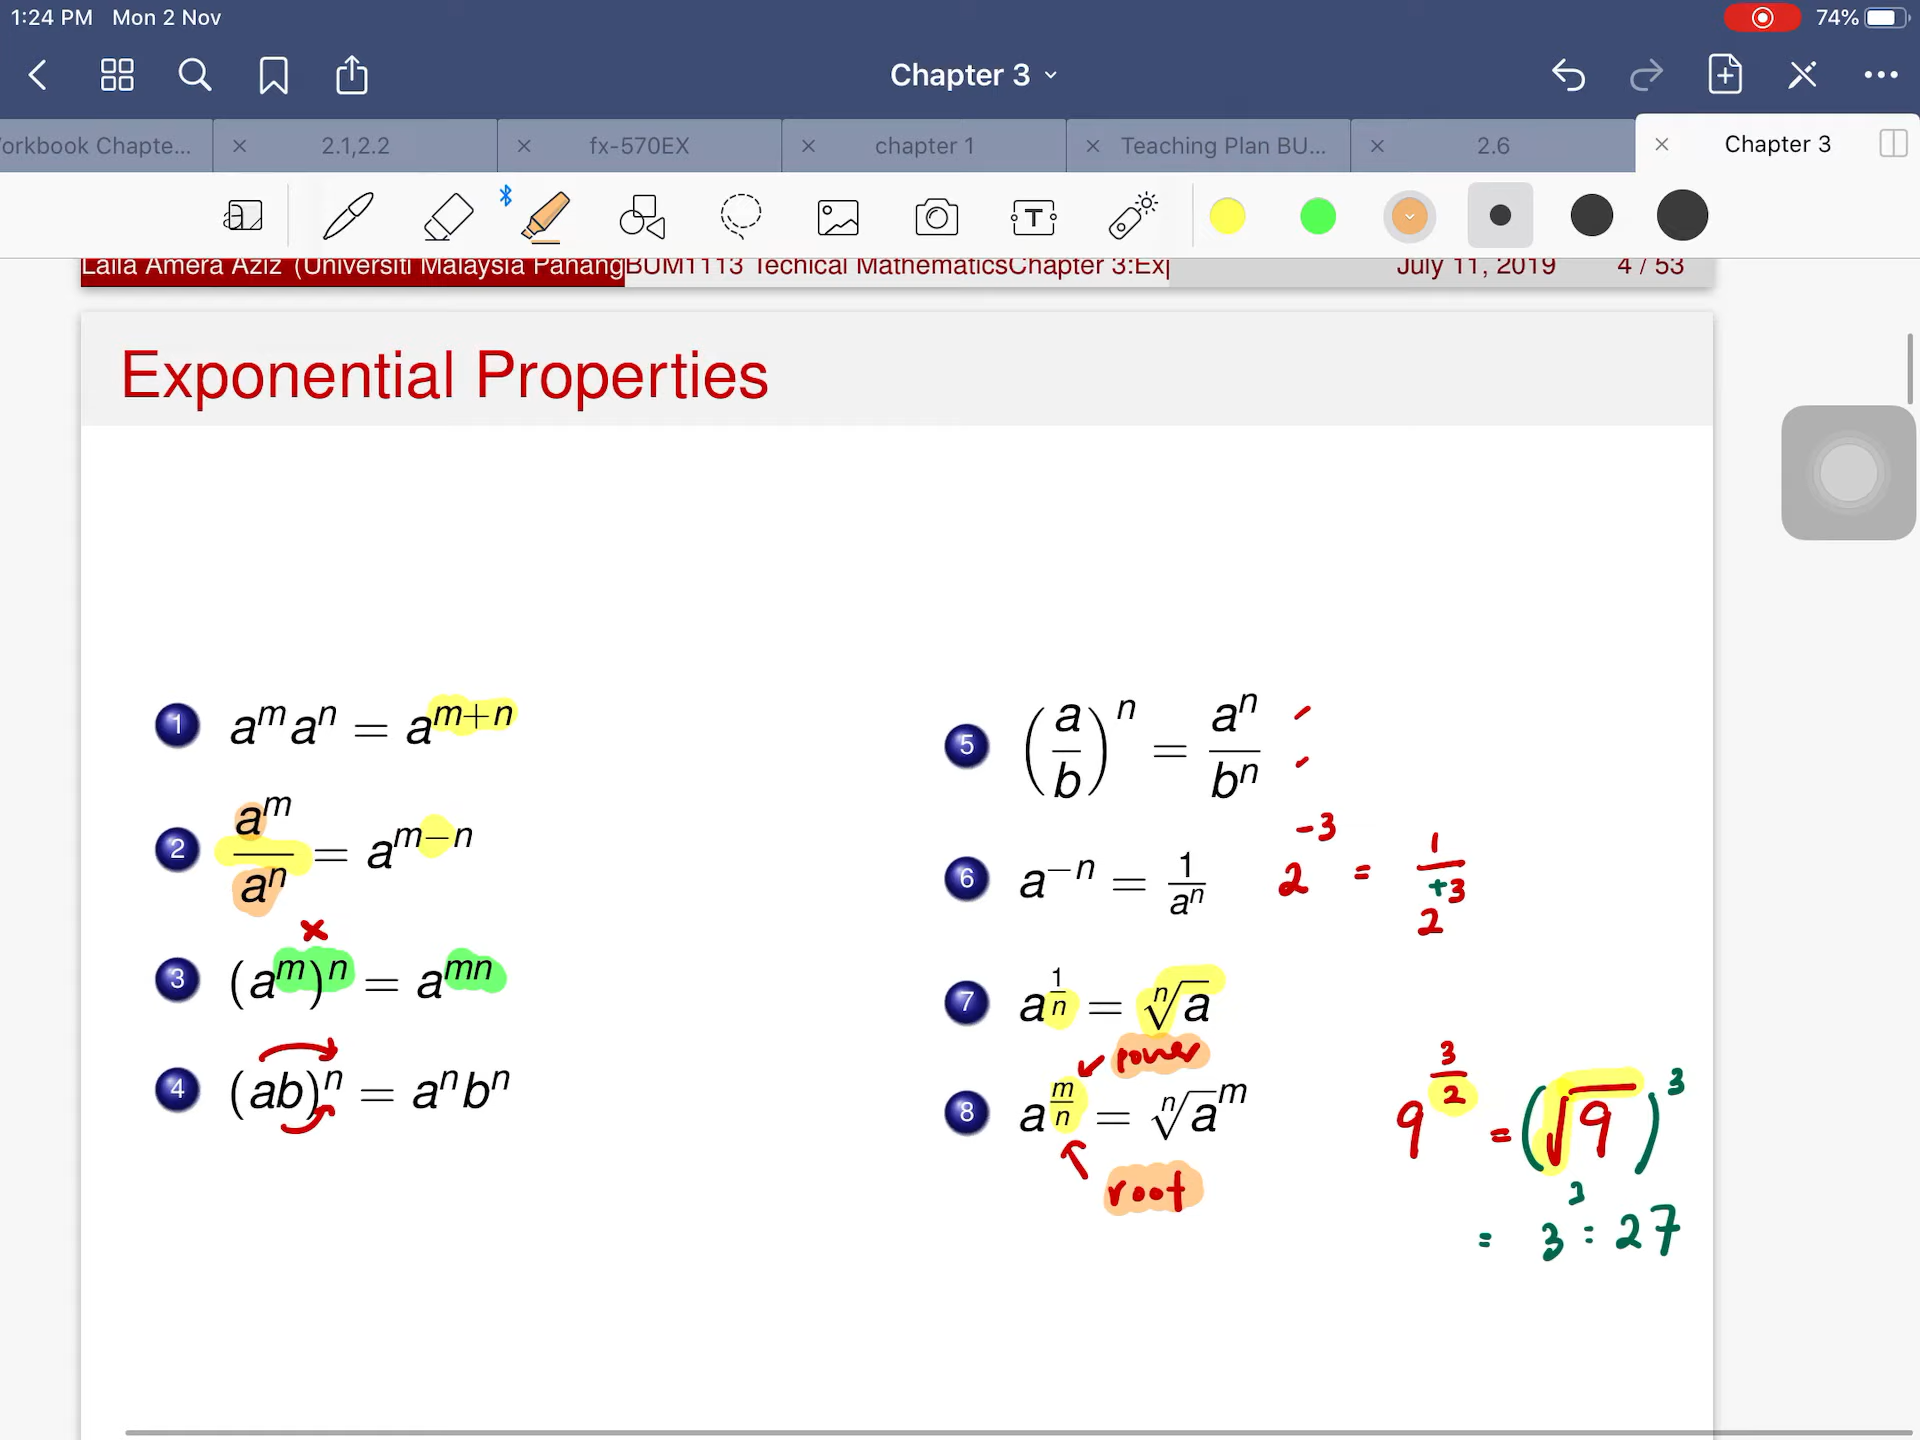 1:24 PM Mon 2 Nov 74%
Chapter 3
orkbook Chapte... × 2.1,2.2 × fx-570EX × chapter 1 × Teaching Plan BU... × 2.6 × Chapter 3
Laila Amera Aziz (Universiti Malaysia Pahang BUM1113 Techical MathematicsChapter 3:Exp July 11, 2019 4 / 53
Exponential Properties
1 a^m a^n = a^{m+n}
2 a^m / a^n = a^{m−n}
×
3 (a^m)^n = a^{mn}
4 (ab)^n = a^n b^n
5 (a/b)^n = a^n / b^n
6 a^{−n} = 1/a^n 2^{-3} = 1/2^{+3}
7 a^{1/n} = ⁿ√a
power
8 a^{m/n} = ⁿ√a^m 9^{3/2} = (√9)^3
root
= 3^3 = 27